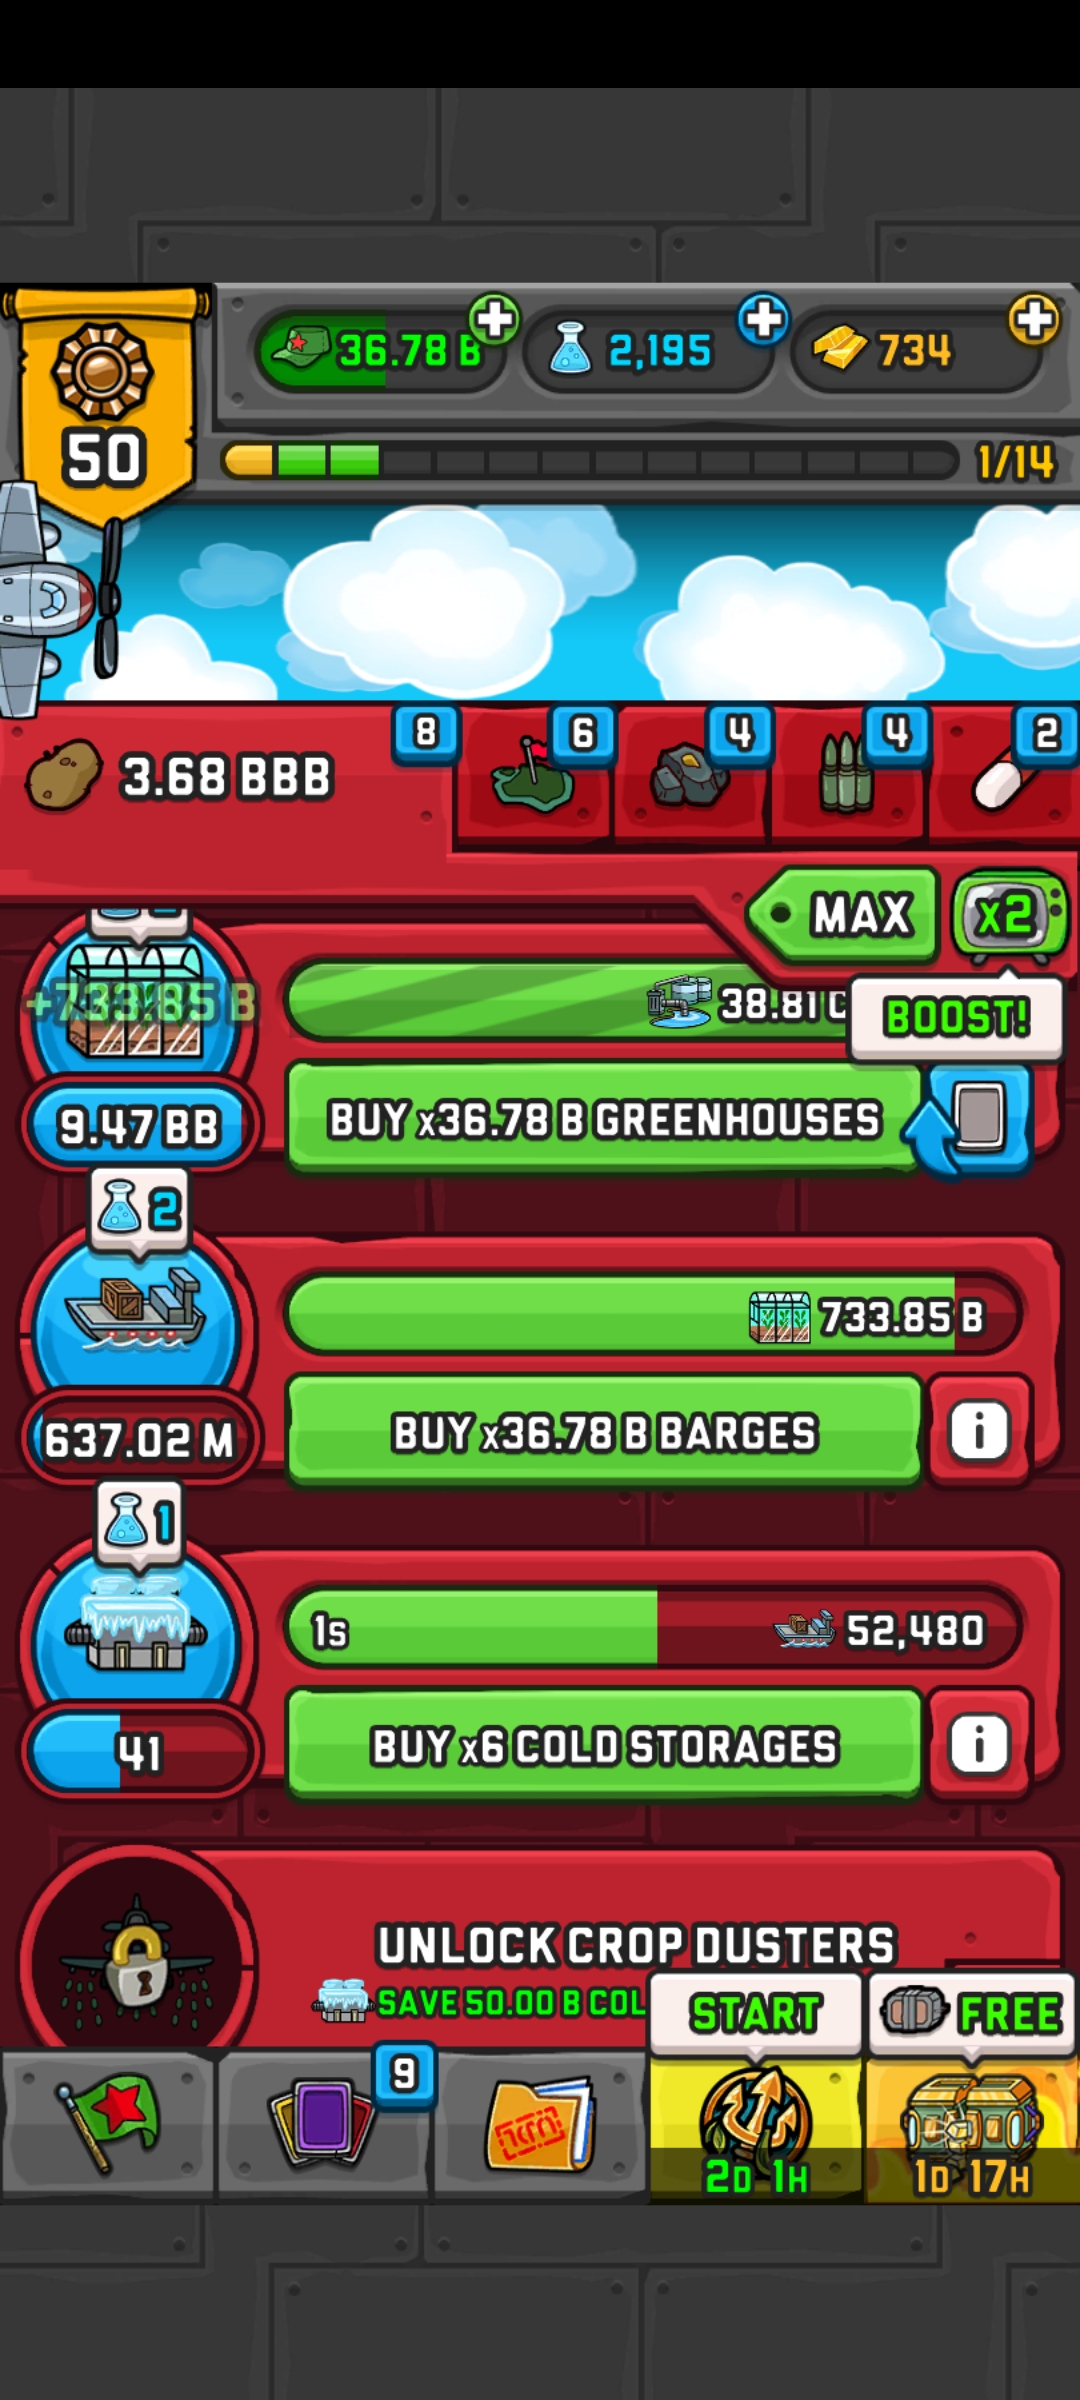 36.78 B
2,195
734
50
1/14
3.68 BBB
8
6
4
4
2
MAX
x2
BOOST!
+733.85 B
38.81 C
9.47 BB
BUY x36.78 B GREENHOUSES
2
733.85 B
637.02 M
BUY x36.78 B BARGES
i
1
1s
52,480
41
BUY x6 COLD STORAGES
i
UNLOCK CROP DUSTERS
SAVE 50.00 B COL
START
FREE
9
2D 1H
1D 17H